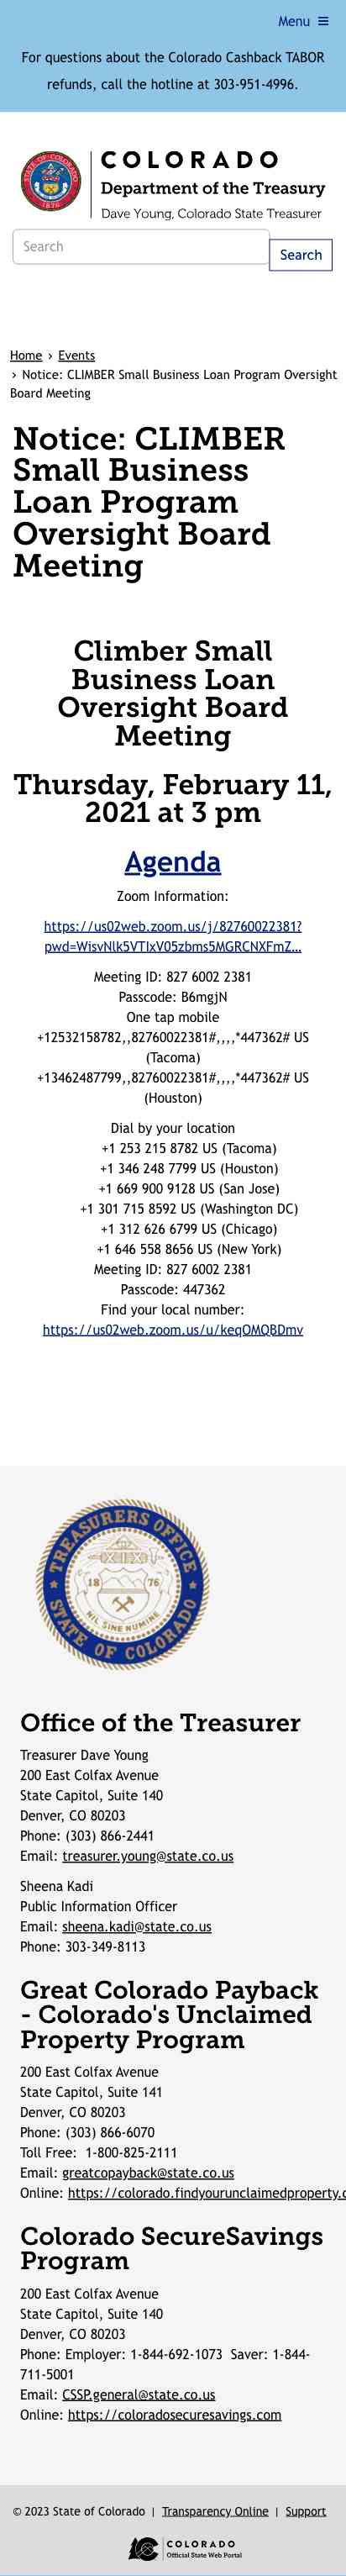 Menu ≡
For questions about the Colorado Cashback TABOR
refunds, call the hotline at 303-951-4996.
COLORADO
Department of the Treasury
Dave Young, Colorado State Treasurer
Search
Search
Home › Events
› Notice: CLIMBER Small Business Loan Program Oversight
Board Meeting
Notice: CLIMBER
Small Business
Loan Program
Oversight Board
Meeting
Climber Small
Business Loan
Oversight Board
Meeting
Thursday, February 11,
2021 at 3 pm
Agenda
Zoom Information:
https://us02web.zoom.us/j/82760022381?
pwd=WisvNlk5VTIxV05zbms5MGRCNXFmZ...
Meeting ID: 827 6002 2381
Passcode: B6mgjN
One tap mobile
+12532158782,,82760022381#,,,,*447362# US
(Tacoma)
+13462487799,,82760022381#,,,,*447362# US
(Houston)
Dial by your location
+1 253 215 8782 US (Tacoma)
+1 346 248 7799 US (Houston)
+1 669 900 9128 US (San Jose)
+1 301 715 8592 US (Washington DC)
+1 312 626 6799 US (Chicago)
+1 646 558 8656 US (New York)
Meeting ID: 827 6002 2381
Passcode: 447362
Find your local number:
https://us02web.zoom.us/u/keqOMQBDmv
TREASURERS OFFICE
18 76
NIL SINE NUMINE
STATE OF COLORADO
Office of the Treasurer
Treasurer Dave Young
200 East Colfax Avenue
State Capitol, Suite 140
Denver, CO 80203
Phone: (303) 866-2441
Email: treasurer.young@state.co.us
Sheena Kadi
Public Information Officer
Email: sheena.kadi@state.co.us
Phone: 303-349-8113
Great Colorado Payback
- Colorado's Unclaimed
Property Program
200 East Colfax Avenue
State Capitol, Suite 141
Denver, CO 80203
Phone: (303) 866-6070
Toll Free: 1-800-825-2111
Email: greatcopayback@state.co.us
Online: https://colorado.findyourunclaimedproperty.c
Colorado SecureSavings
Program
200 East Colfax Avenue
State Capitol, Suite 140
Denver, CO 80203
Phone: Employer: 1-844-692-1073 Saver: 1-844-
711-5001
Email: CSSP.general@state.co.us
Online: https://coloradosecuresavings.com
© 2023 State of Colorado | Transparency Online | Support
COLORADO
Official State Web Portal